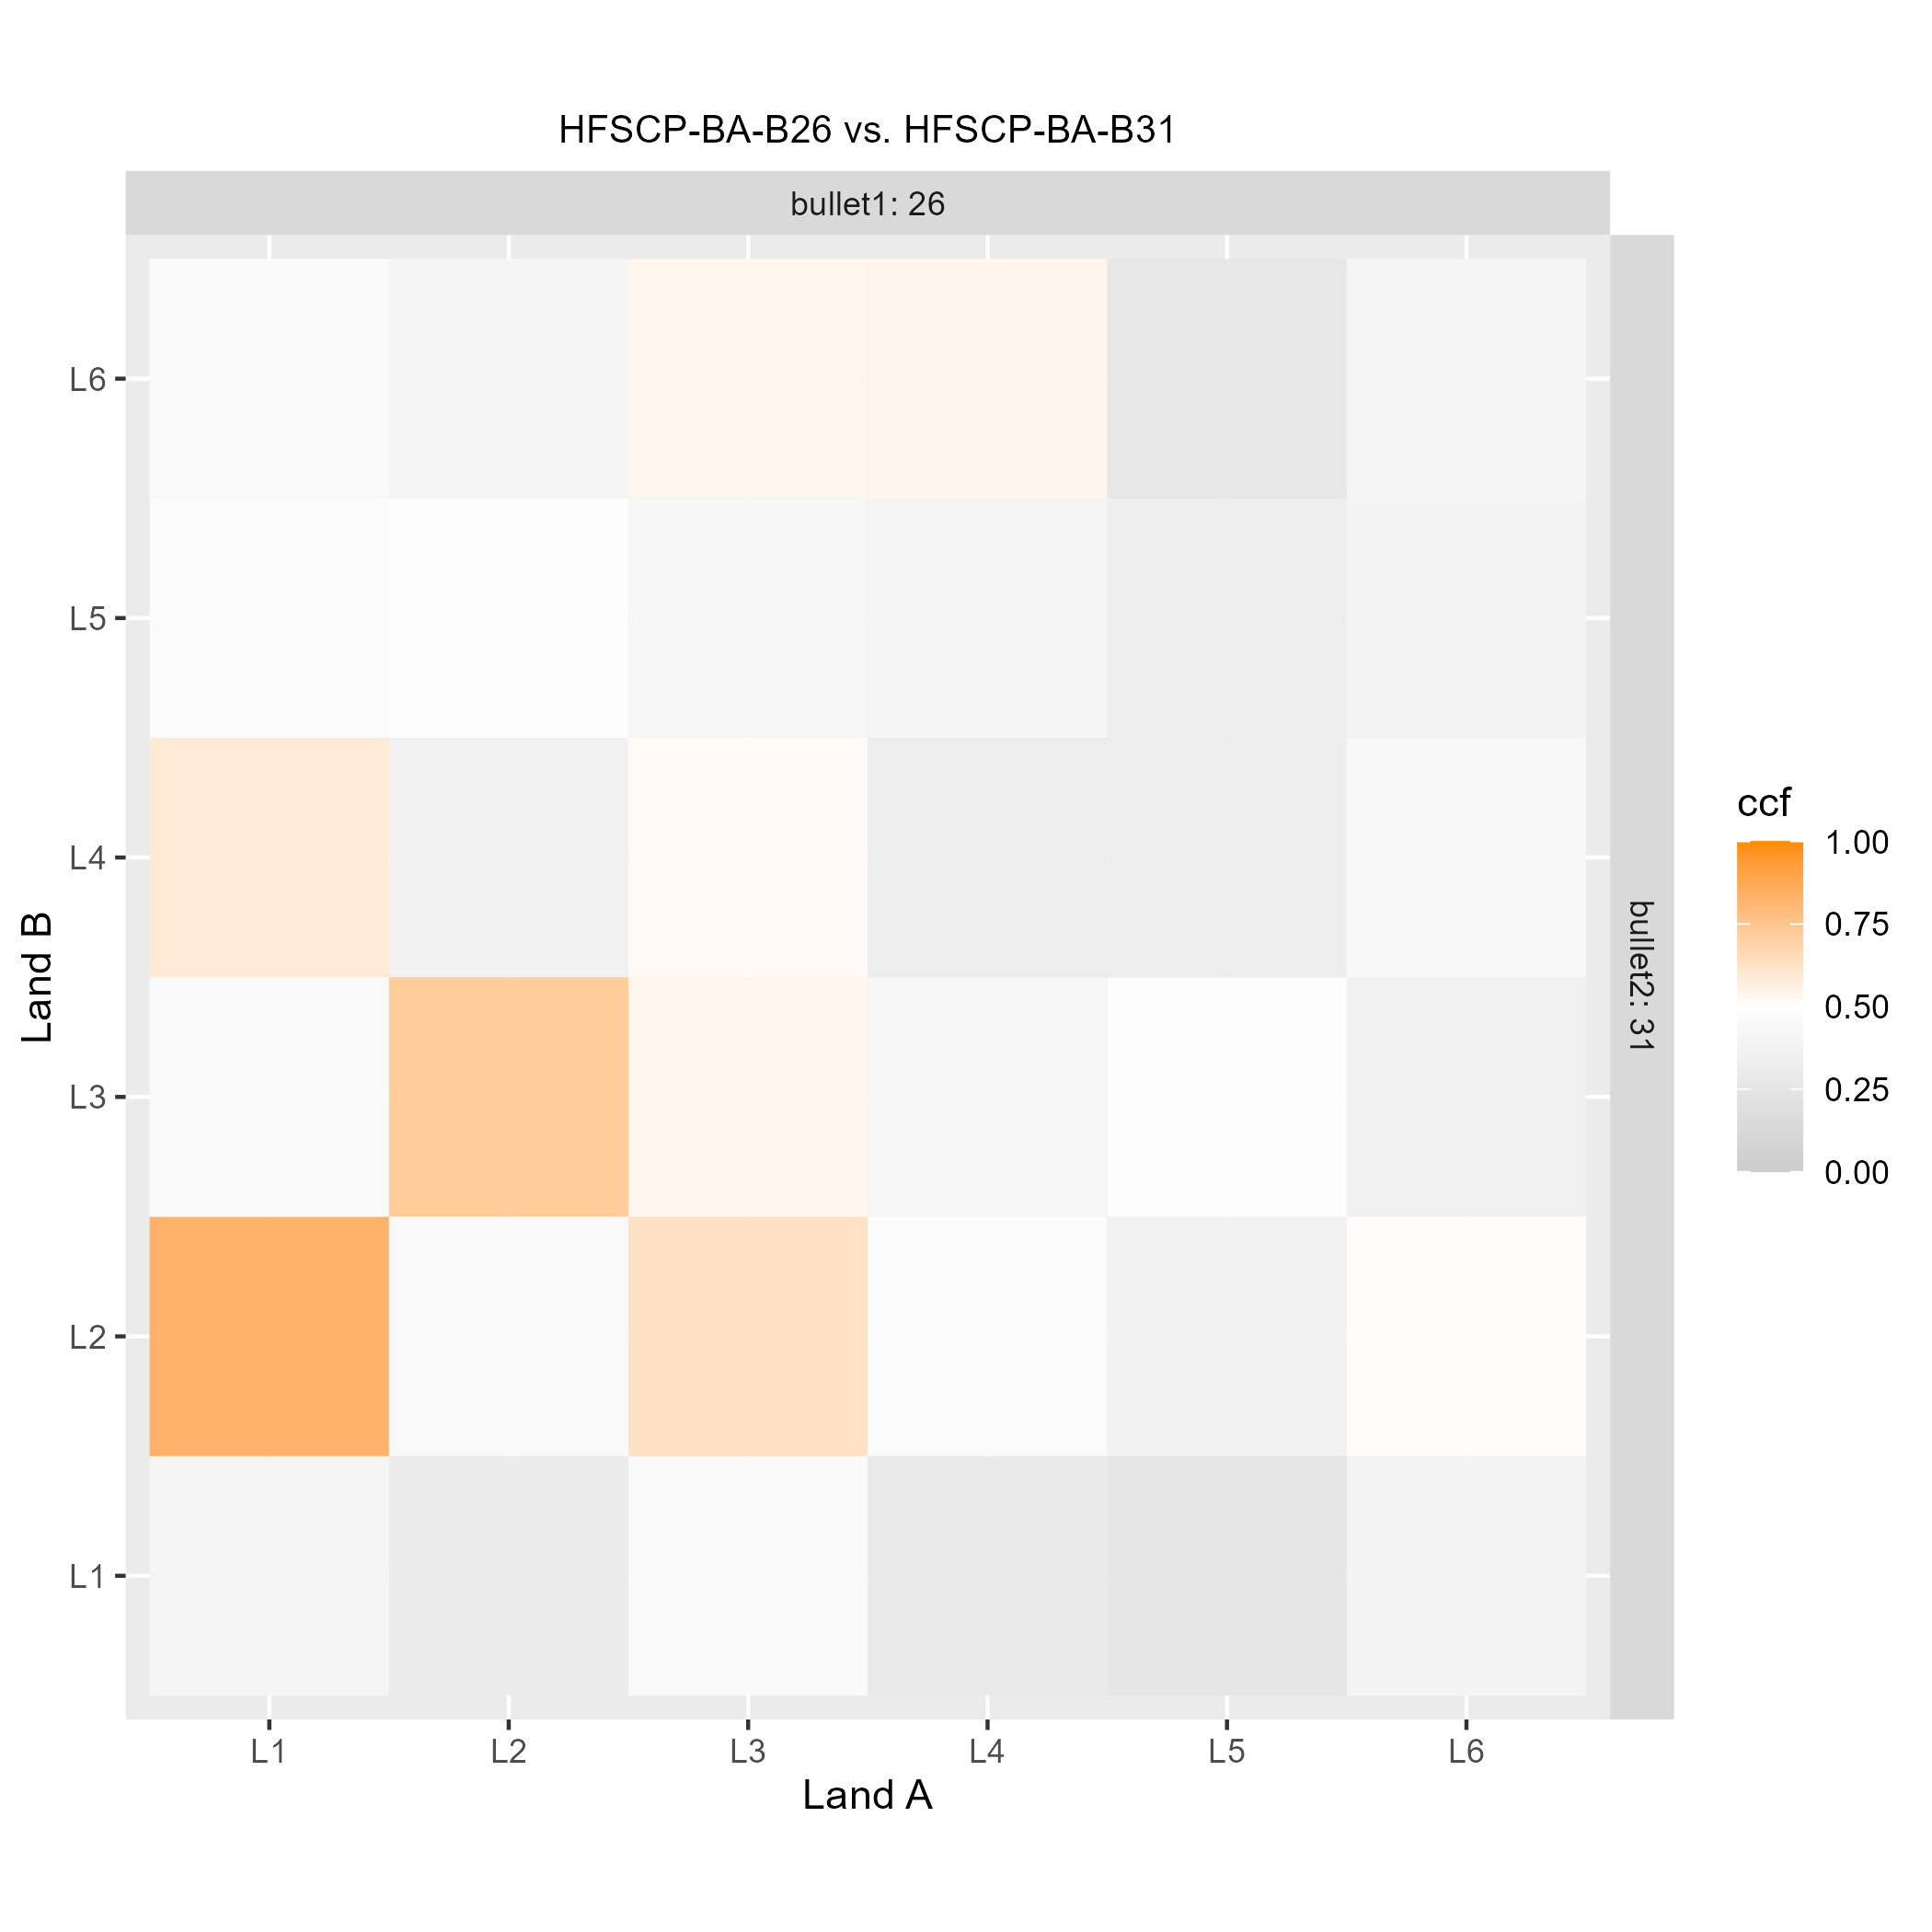 HFSCP-BA-B26 vs. HFSCP-BA-B31
bullet1: 26
L6
L5
L4
L3
L2
L1
Land B
bullet2: 31
L1 L2 L3 L4 L5 L6
Land A
ccf
1.00
0.75
0.50
0.25
0.00